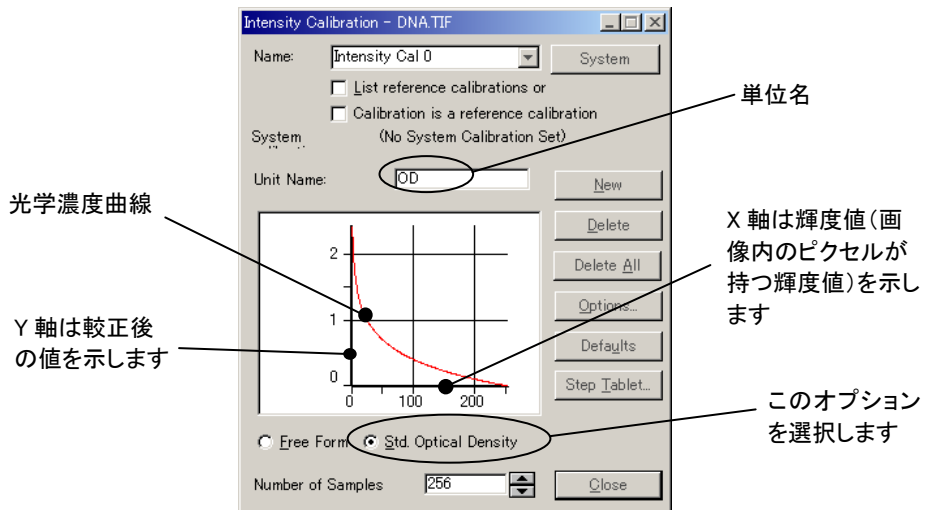 Intensity Calibration - DNA.TIF
Name:
Intensity Cal 0
System
List reference calibrations or
Calibration is a reference calibration
System
(No System Calibration Set)
単位名
Unit Name:
OD
New
光学濃度曲線
Delete
Delete All
Options...
Defaults
Step Tablet...
X 軸は輝度値(画
像内のピクセルが
持つ輝度値)を示し
ます
Y 軸は較正後
の値を示します
2
1
0
0
100
200
このオプション
を選択します
Free Form
Std. Optical Density
Number of Samples
256
Close